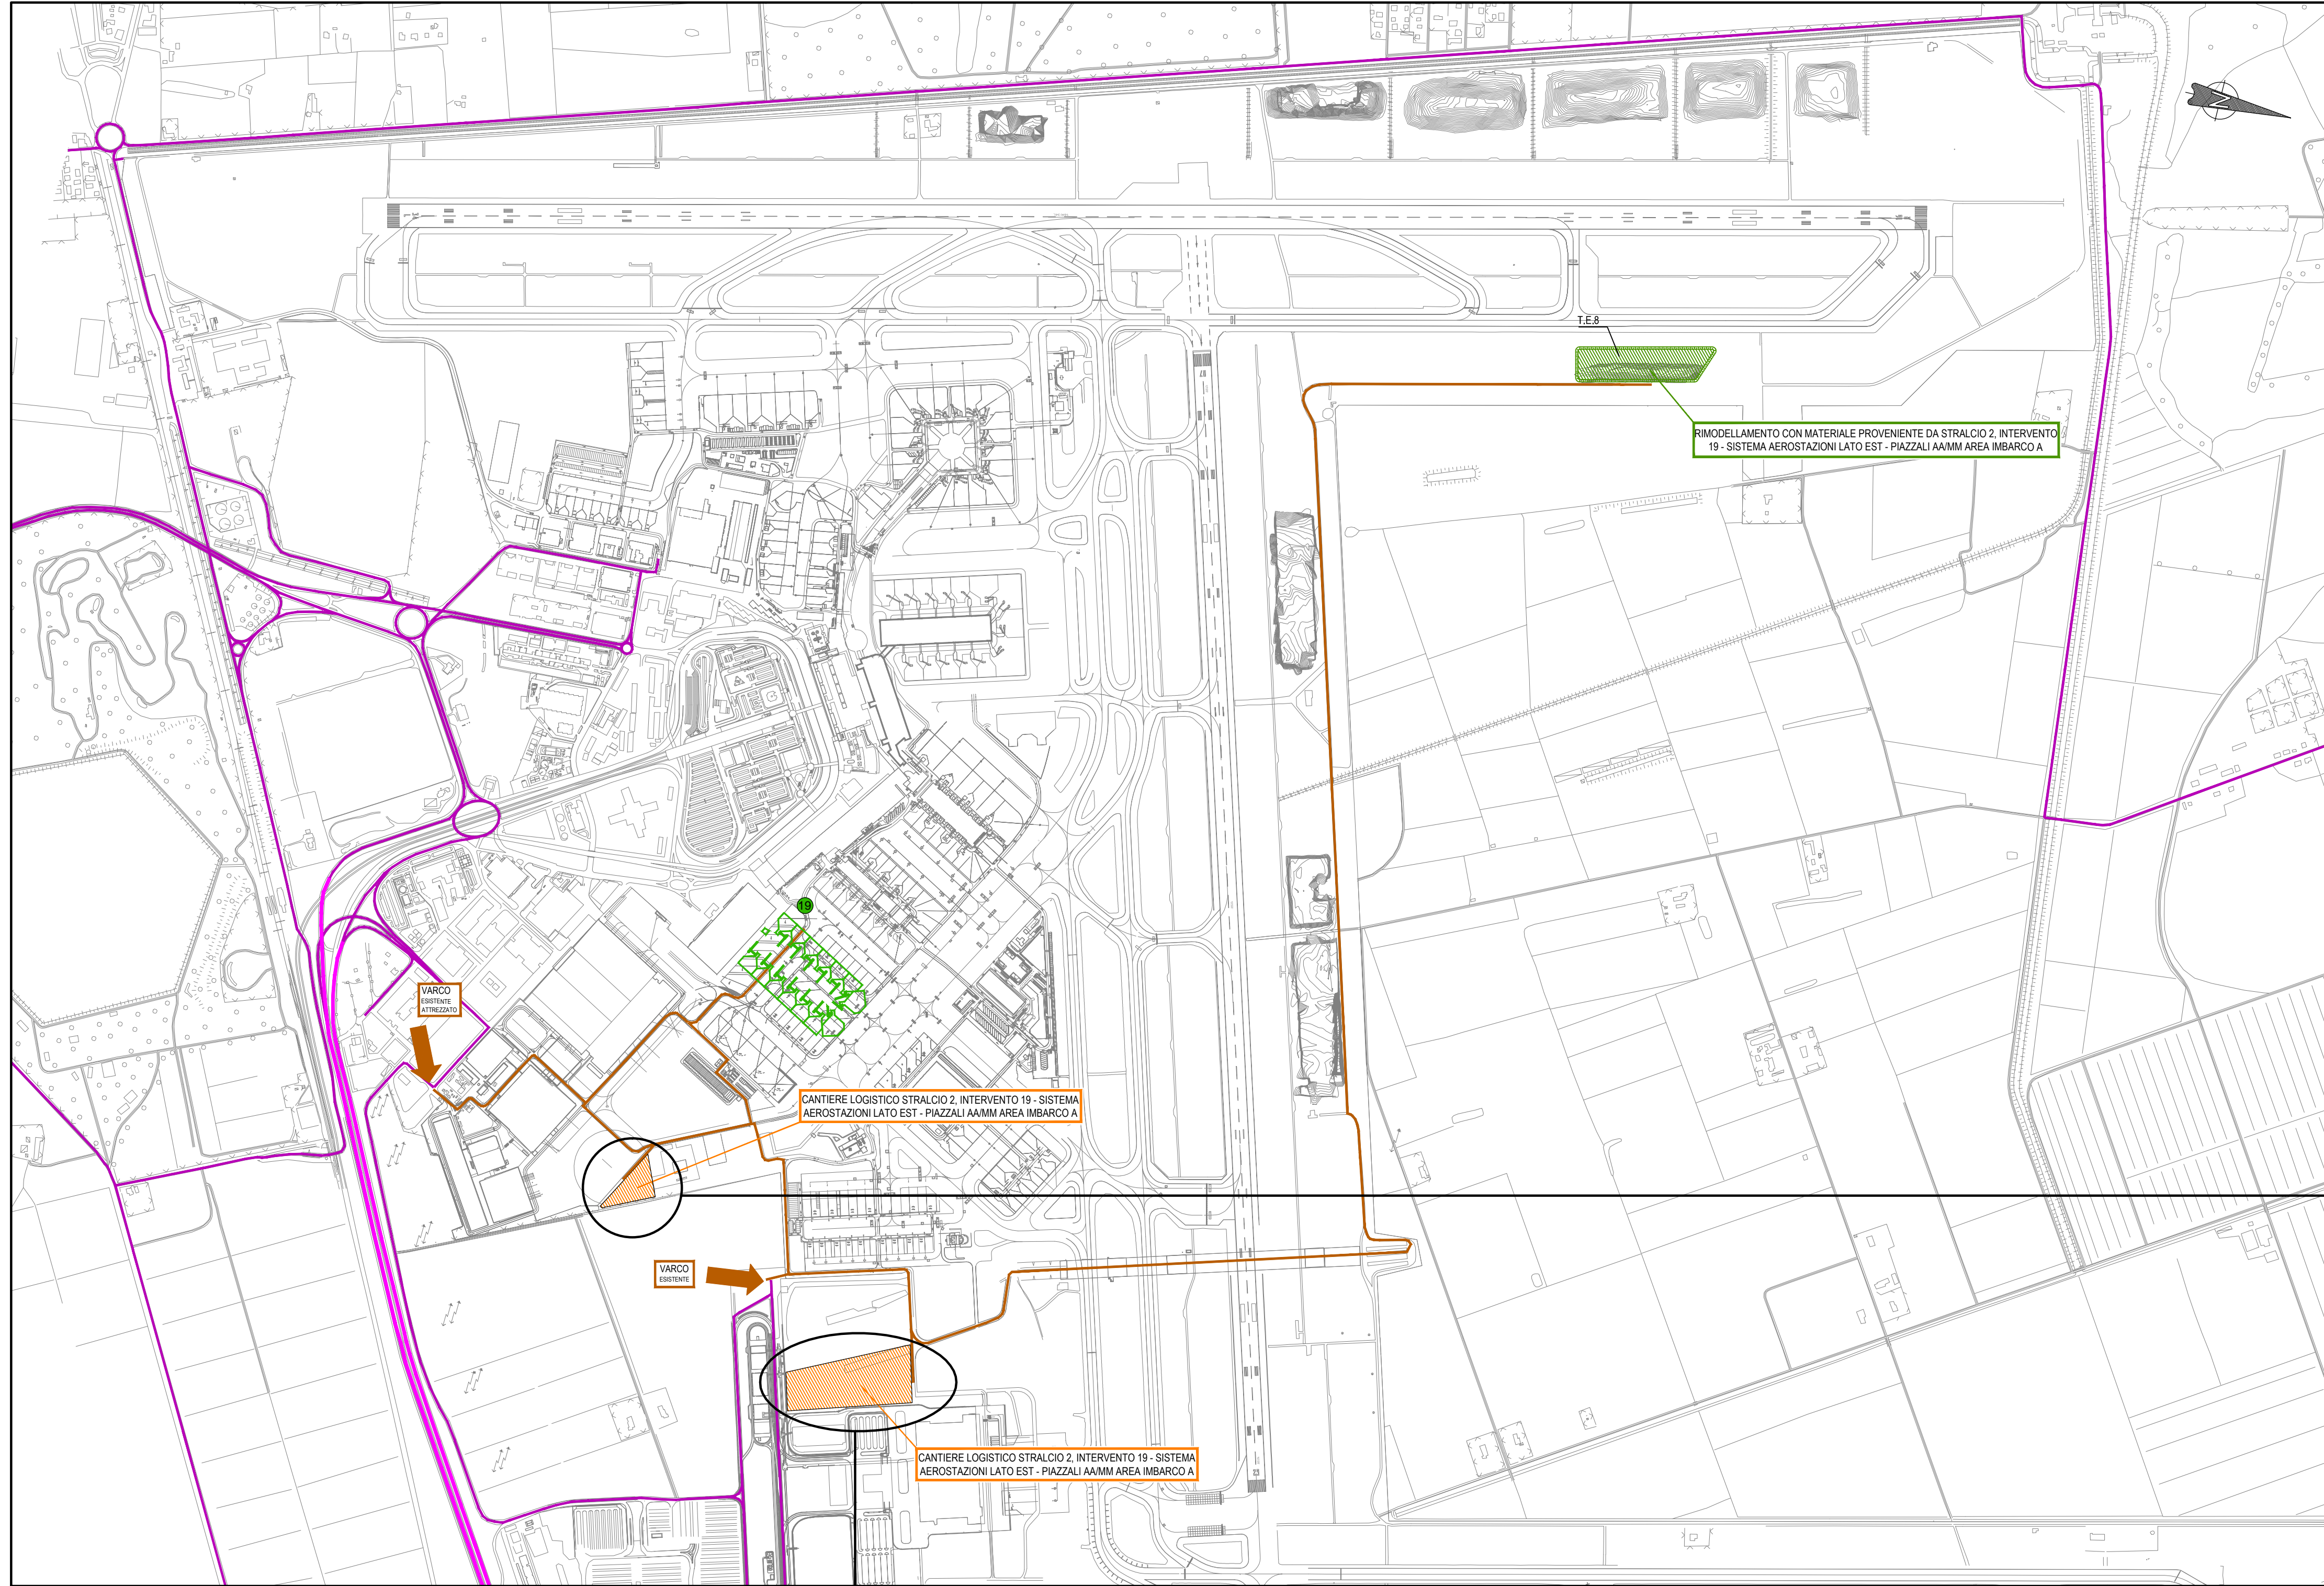 T.E.8
RIMODELLAMENTO CON MATERIALE PROVENIENTE DA STRALCIO 2, INTERVENTO
19 - SISTEMA AEROSTAZIONI LATO EST - PIAZZALI AA/MM AREA IMBARCO A
19
VARCO
ESISTENTE
ATTREZZATO
CANTIERE LOGISTICO STRALCIO 2, INTERVENTO 19 - SISTEMA
AEROSTAZIONI LATO EST - PIAZZALI AA/MM AREA IMBARCO A
VARCO
ESISTENTE
CANTIERE LOGISTICO STRALCIO 2, INTERVENTO 19 - SISTEMA
AEROSTAZIONI LATO EST - PIAZZALI AA/MM AREA IMBARCO A